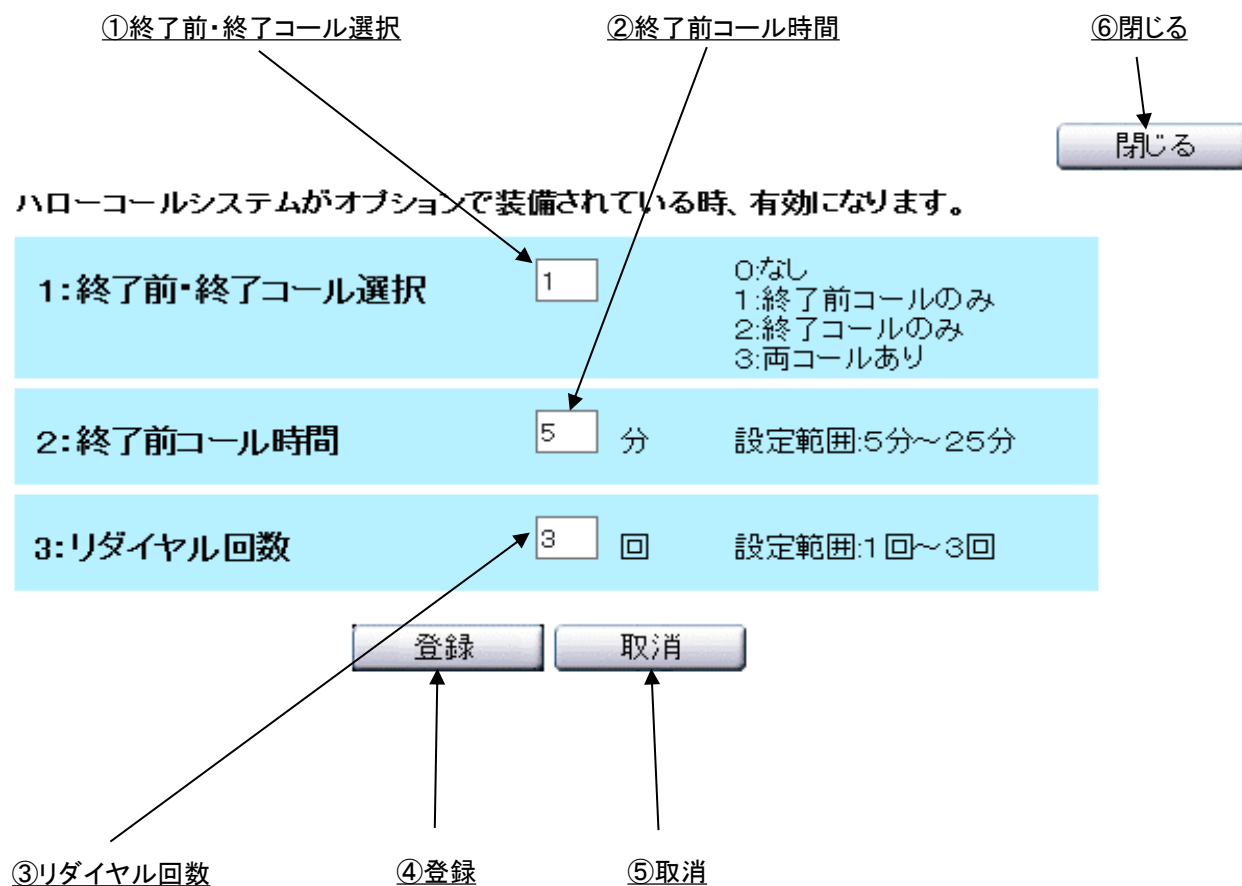 ①終了前・終了コール選択
②終了前コール時間
⑥閉じる
閉じる
ハローコールシステムがオプションで装備されている時、有効になります。
1:終了前・終了コール選択
1
0:なし
1:終了前コールのみ
2:終了コールのみ
3:両コールあり
2:終了前コール時間
5
分
設定範囲:5分～25分
3:リダイヤル回数
3
回
設定範囲:1回～3回
登録
取消
③リダイヤル回数
④登録
⑤取消